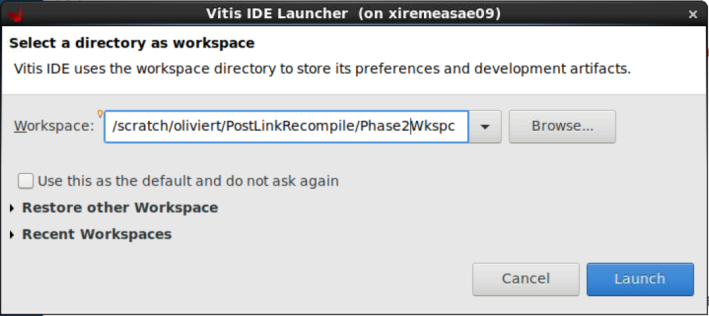 Vitis IDE Launcher (on xiremeasae09)
Select a directory as workspace
Vitis IDE uses the workspace directory to store its preferences and development artifacts.
Workspace: /scratch/oliviert/PostLinkRecompile/Phase2Wkspc Browse...
Use this as the default and do not ask again
Restore other Workspace
Recent Workspaces
Cancel Launch